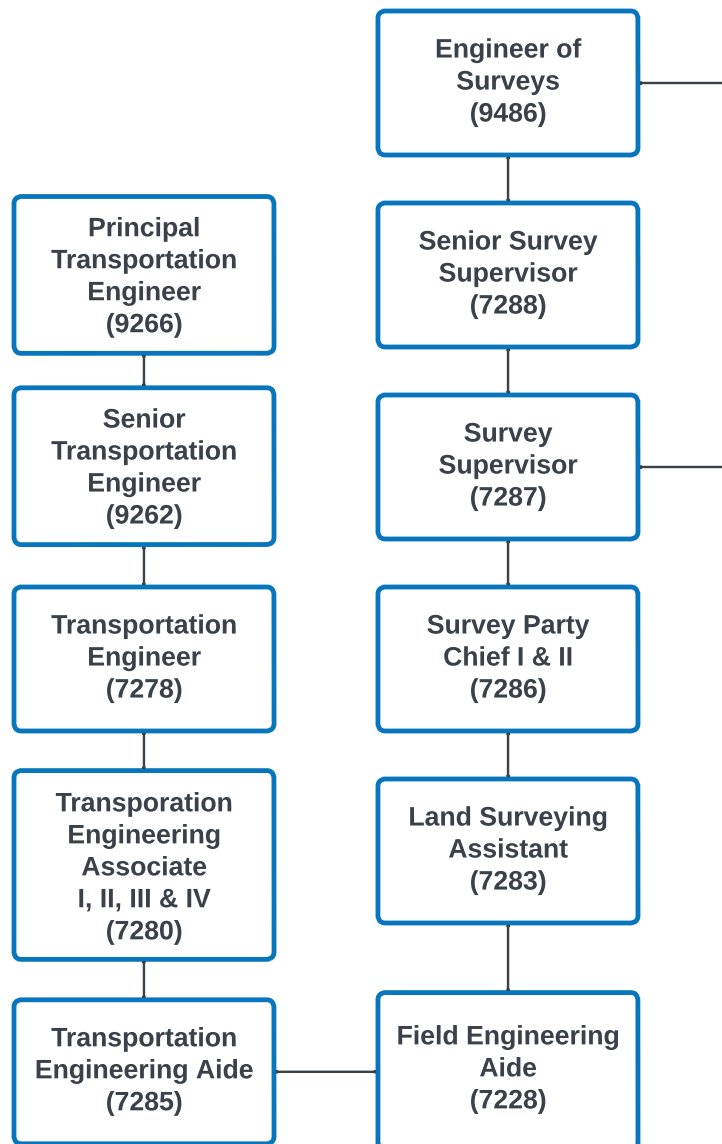 Engineer of
Surveys
(9486)
Principal
Transportation
Engineer
(9266)
Senior Survey
Supervisor
(7288)
Senior
Transportation
Engineer
(9262)
Survey
Supervisor
(7287)
Transportation
Engineer
(7278)
Survey Party
Chief I & II
(7286)
Transporation
Engineering
Associate
I, II, III & IV
(7280)
Land Surveying
Assistant
(7283)
Transportation
Engineering Aide
(7285)
Field Engineering
Aide
(7228)